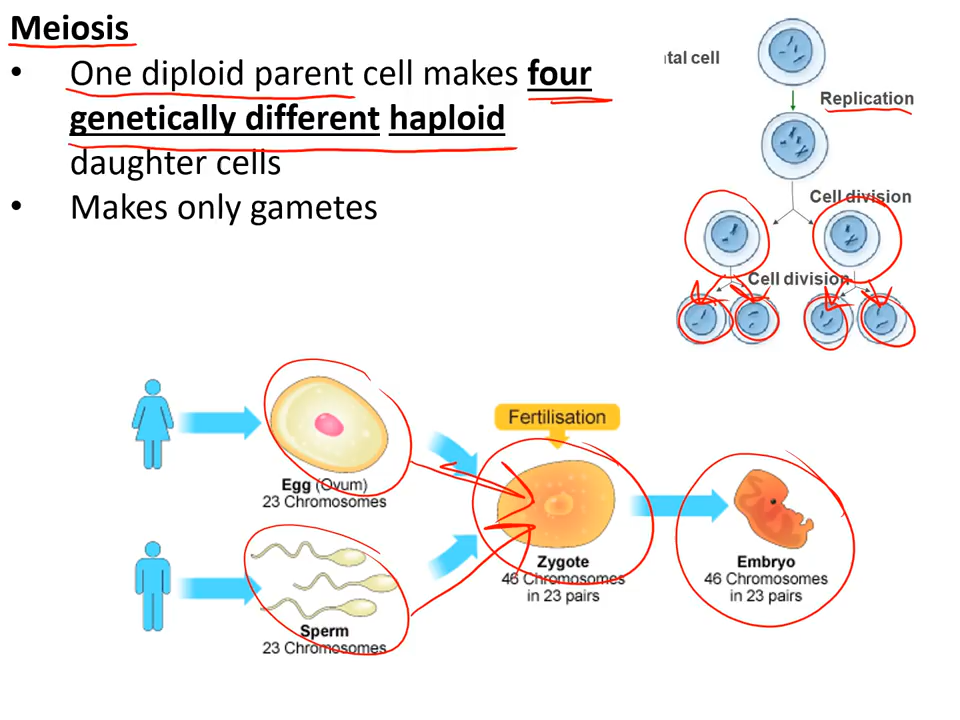 Meiosis
• One diploid parent cell makes four
genetically different haploid
daughter cells
• Makes only gametes
ntal cell
Replication
Cell division
Cell division
Fertilisation
Egg (Ovum)
23 Chromosomes
Sperm
23 Chromosomes
Zygote
46 Chromosomes
in 23 pairs
Embryo
46 Chromosomes
in 23 pairs